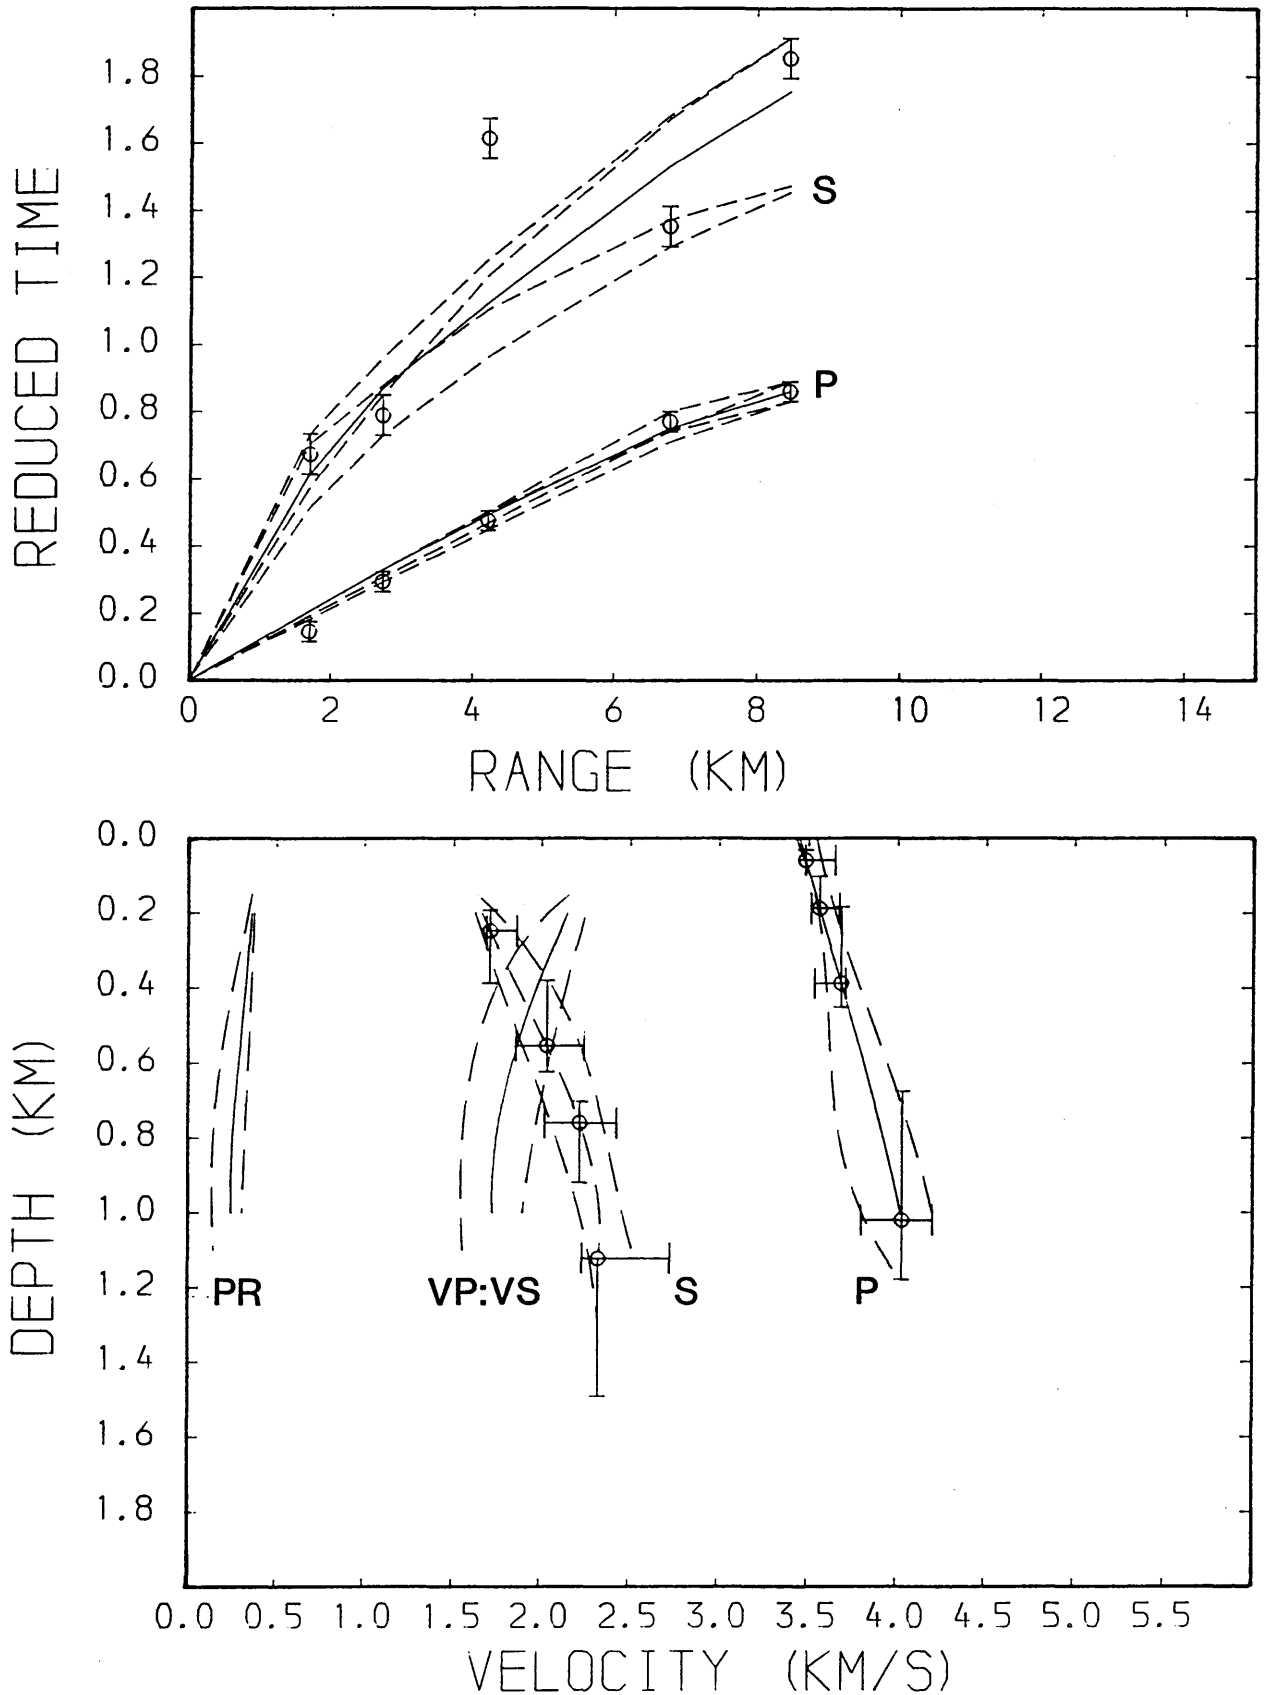 REDUCED TIME
1.8
1.6
1.4
1.2
1.0
0.8
0.6
0.4
0.2
0.0
S
P
0 2 4 6 8 10 12 14
RANGE (KM)
DEPTH (KM)
0.0
0.2
0.4
0.6
0.8
1.0
1.2
1.4
1.6
1.8
PR VP:VS S P
0.0 0.5 1.0 1.5 2.0 2.5 3.0 3.5 4.0 4.5 5.0 5.5
VELOCITY (KM/S)